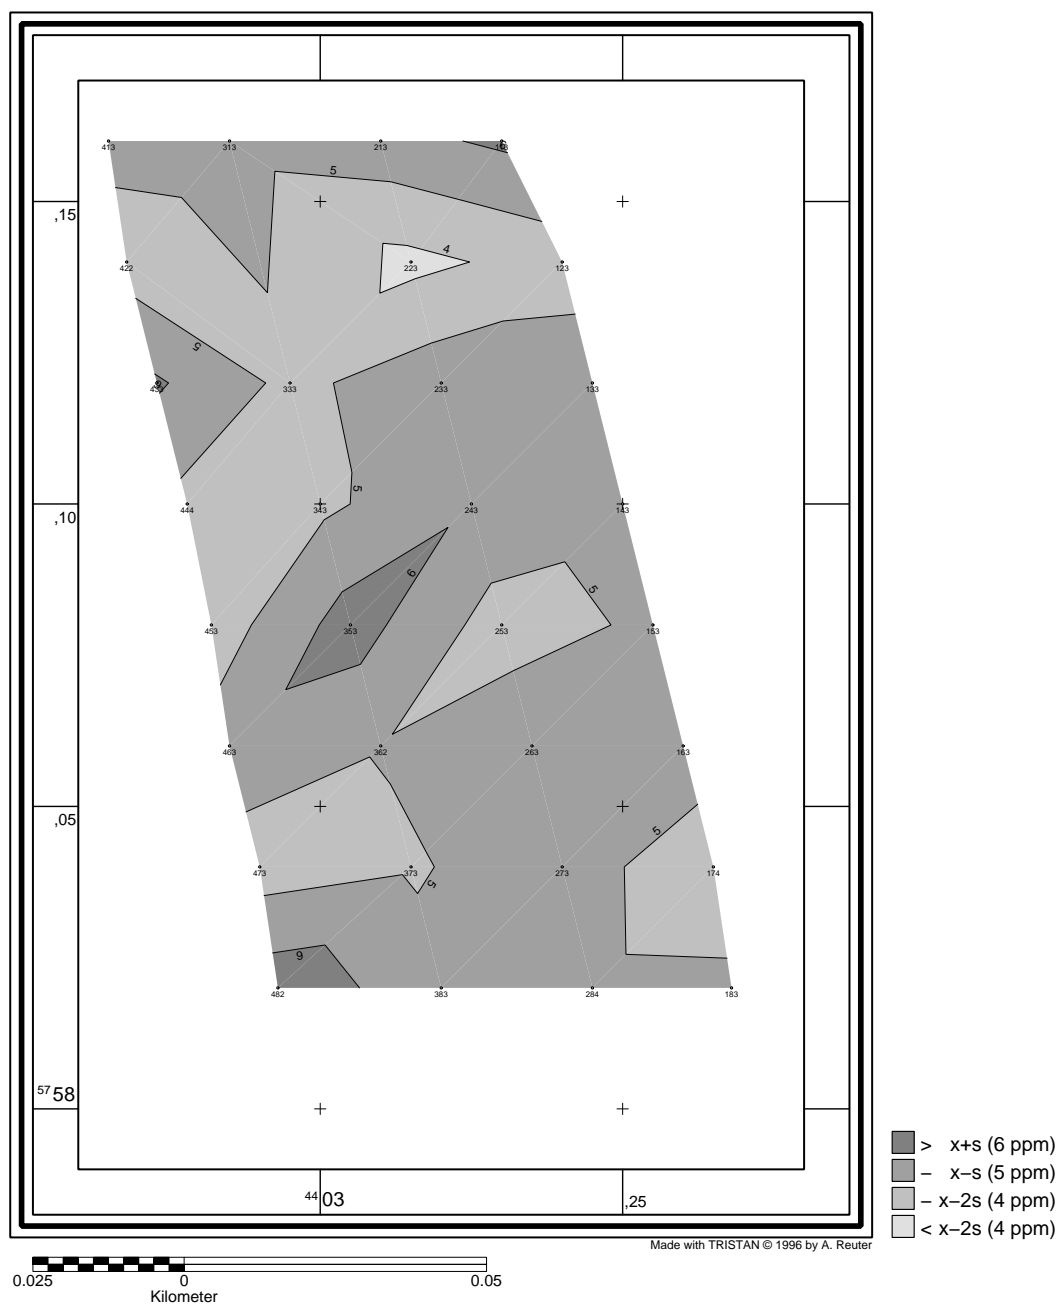 413 313 213
5
,15
422 223 4 123
5
333 233 133
,10
444 343 5 243 143
6 5
453 353 253 153
463 362 263 163
,05
5
473 373 5 273 174
6
482 383 284 183
57 58
44 03 ,25
> x+s (6 ppm)
– x–s (5 ppm)
– x–2s (4 ppm)
< x–2s (4 ppm)
Made with TRISTAN © 1996 by A. Reuter
0.025 0 0.05
Kilometer